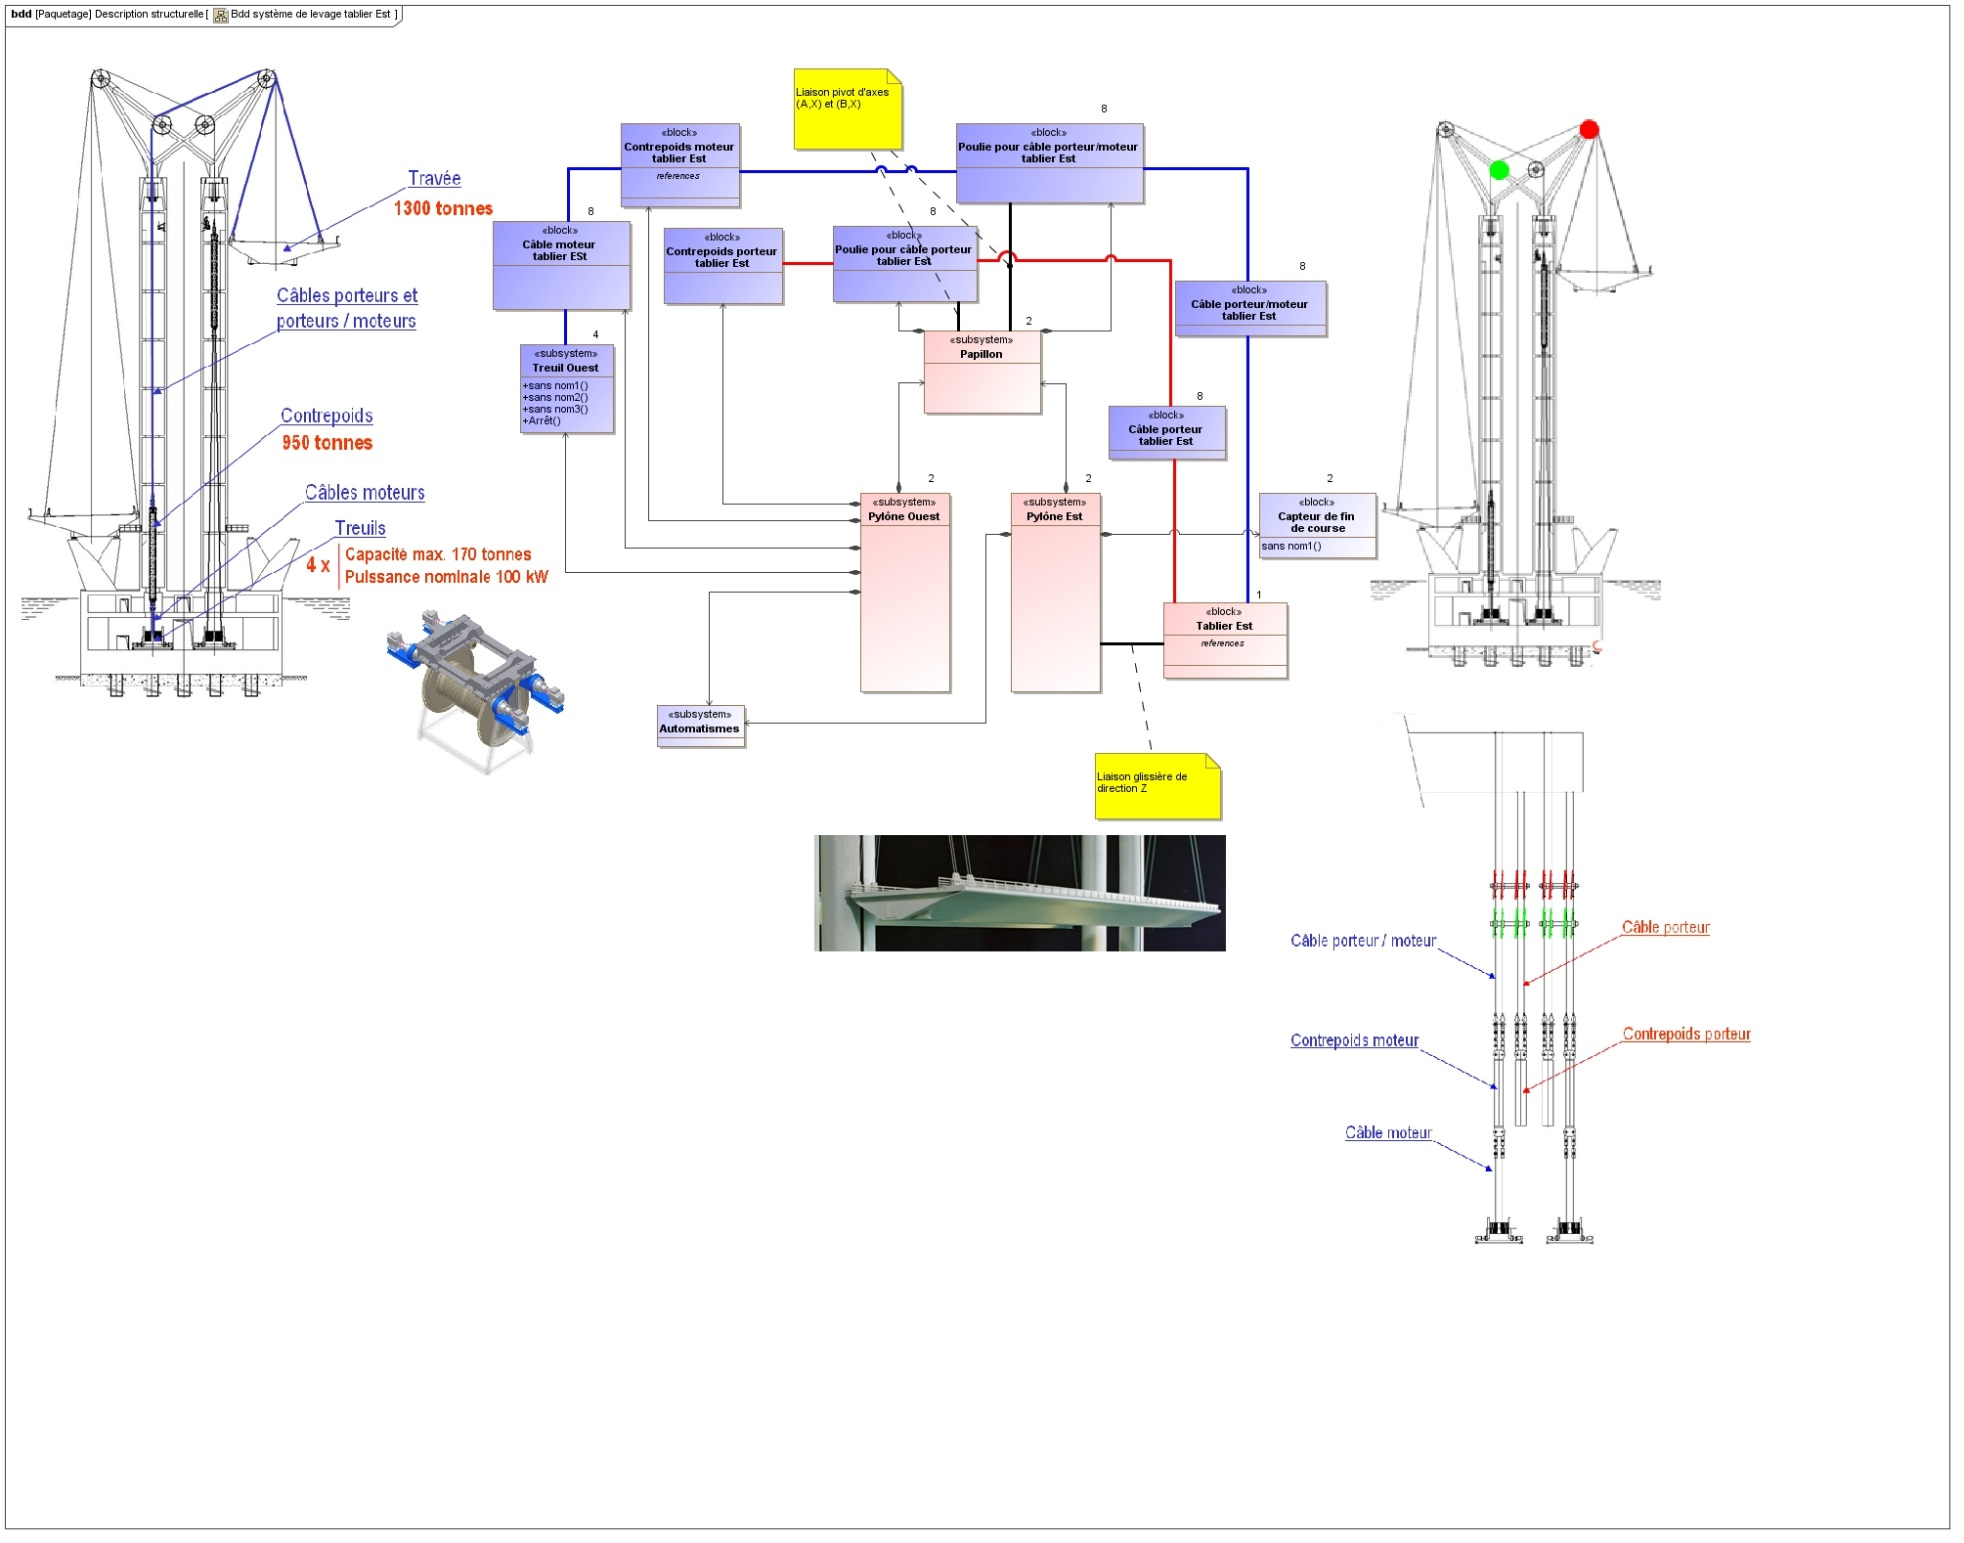 bdd [Paquetage] Description structurelle [ Bdd système de levage tablier Est ]
Travée
1300 tonnes
Câbles porteurs et
porteurs / moteurs
Contrepoids
950 tonnes
Câbles moteurs
Treuils
4 x
Capacité max. 170 tonnes
Puissance nominale 100 kW
Liaison pivot d'axes
(A,X) et (B,X)
«block»
Contrepoids moteur
tablier Est
references
8
«block»
Poulie pour câble porteur/moteur
tablier Est
8
«block»
Câble moteur
tablier ESt
«block»
Contrepoids porteur
tablier Est
8
«block»
Poulie pour câble porteur
tablier Est
8
«block»
Câble porteur/moteur
tablier Est
4
«subsystem»
Treuil Ouest
+sans nom1()
+sans nom2()
+sans nom3()
+Arrêt()
2
«subsystem»
Papillon
8
«block»
Câble porteur
tablier Est
2
«subsystem»
Pylône Ouest
2
«subsystem»
Pylône Est
2
«block»
Capteur de fin
de course
sans nom1()
1
«block»
Tablier Est
references
«subsystem»
Automatismes
Liaison glissière de
direction Z
Câble porteur / moteur
Câble porteur
Contrepoids moteur
Contrepoids porteur
Câble moteur